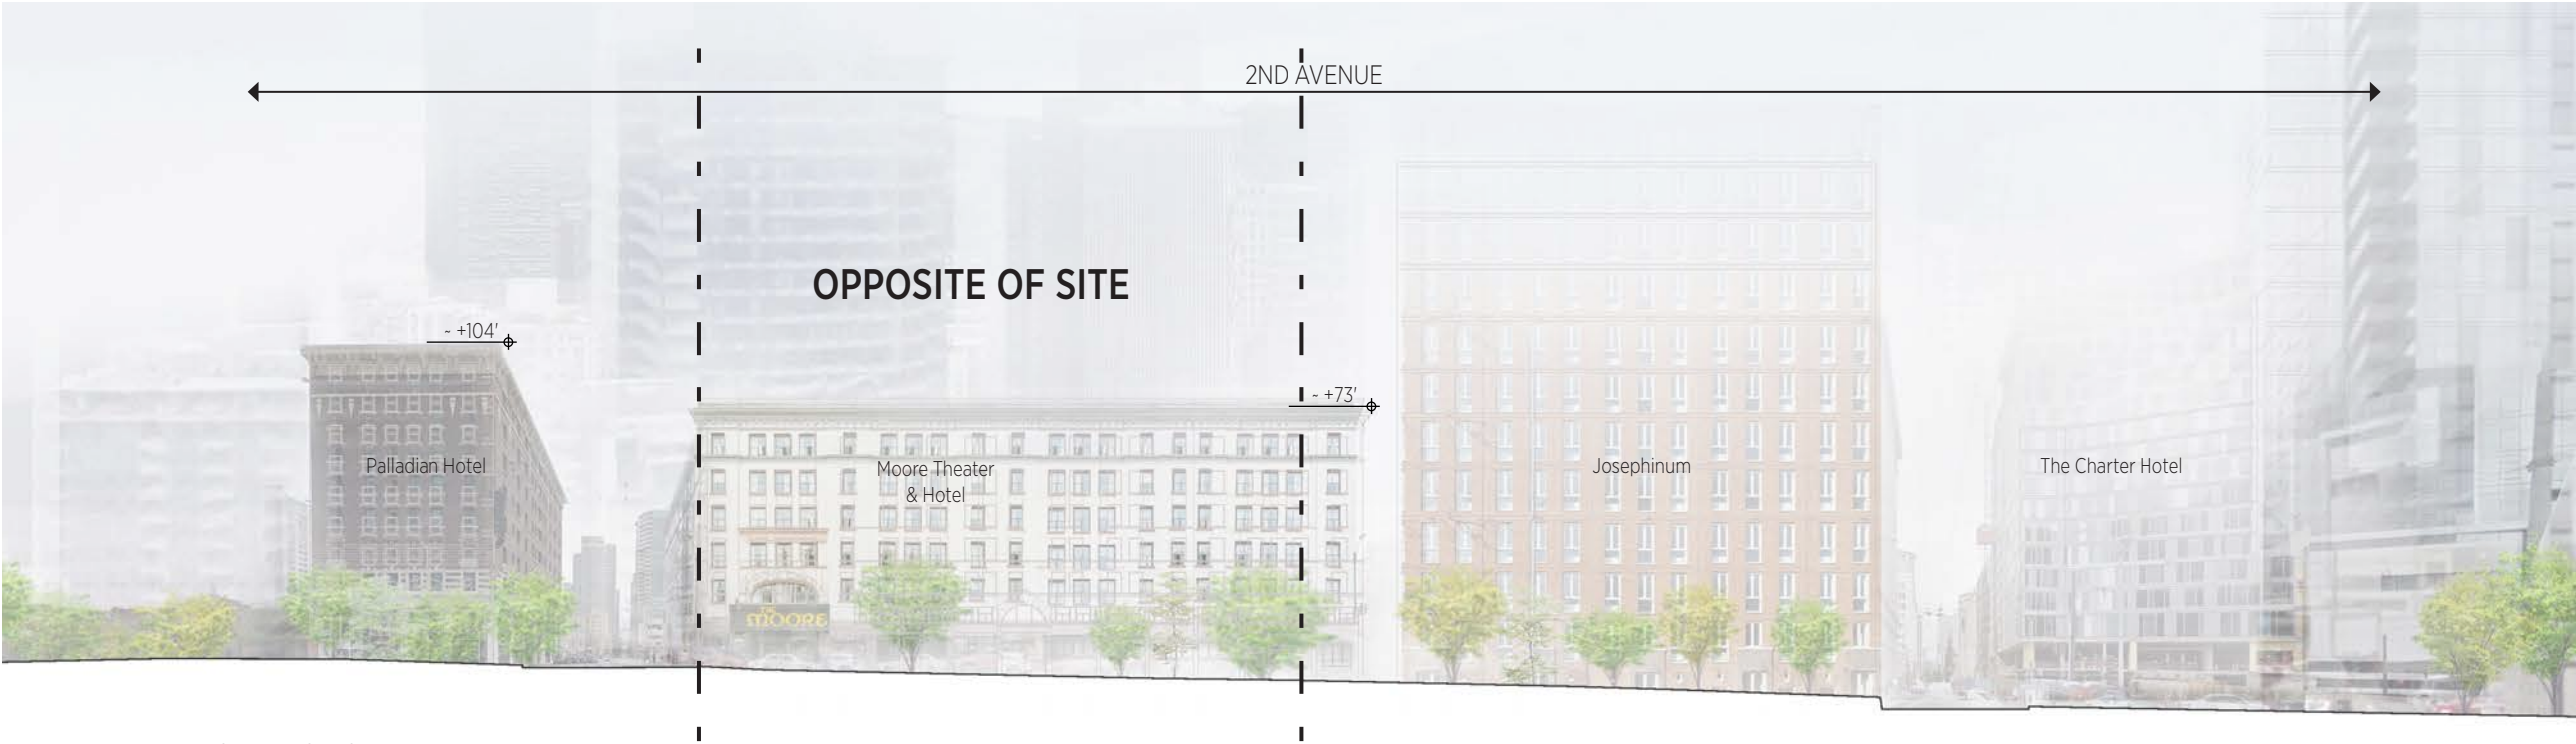 2ND AVENUE
OPPOSITE OF SITE
~ +104'
~ +73'
Palladian Hotel
Moore Theater
& Hotel
Josephinum
The Charter Hotel
MOORE